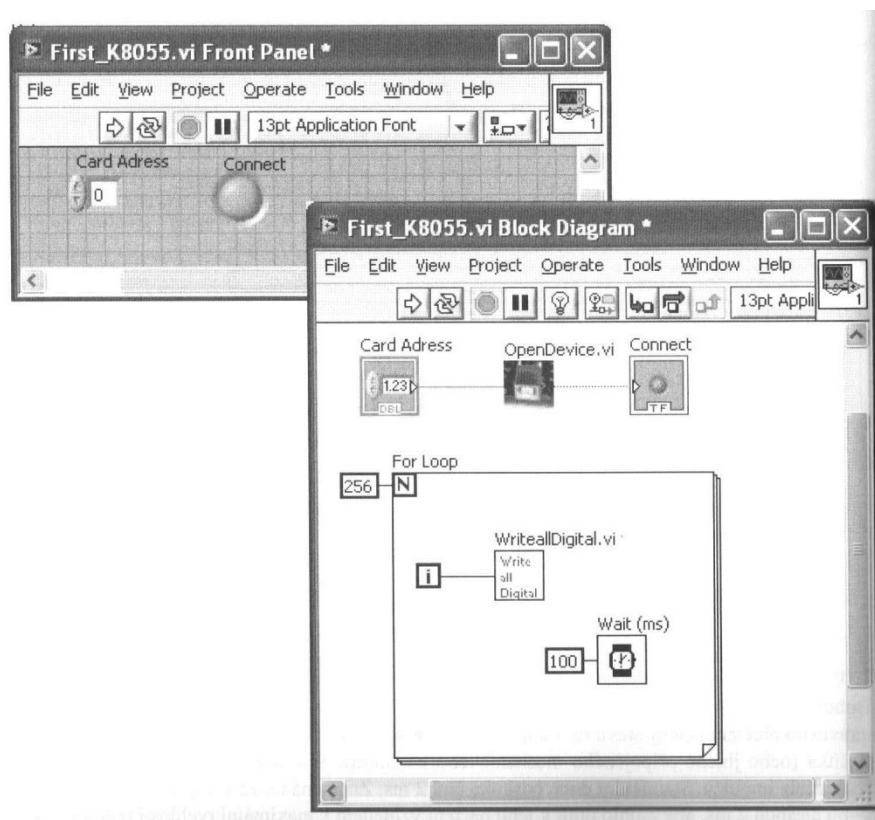 First_K8055.vi Front Panel *
File Edit View Project Operate Tools Window Help
13pt Application Font
1
Card Adress
Connect
0
First_K8055.vi Block Diagram *
File Edit View Project Operate Tools Window Help
13pt Appli
1
Card Adress
OpenDevice.vi
Connect
1.23
DBL
TF
For Loop
256
N
WriteallDigital.vi
i
Write
all
Digital
Wait (ms)
100